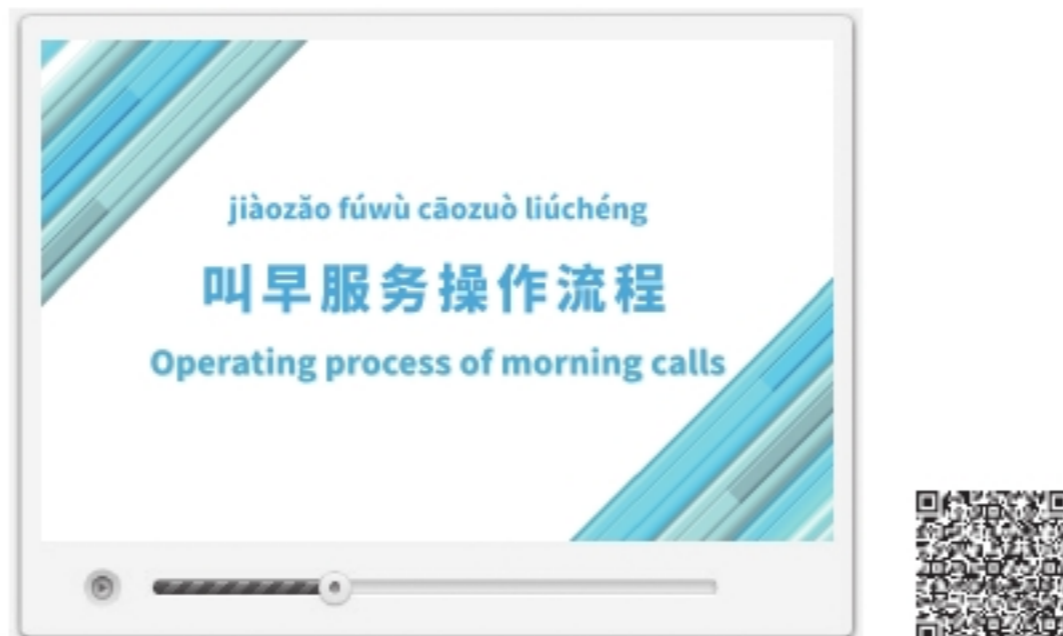 jiàozǎo fúwù cāozuò liúchéng
叫早服务操作流程
Operating process of morning calls